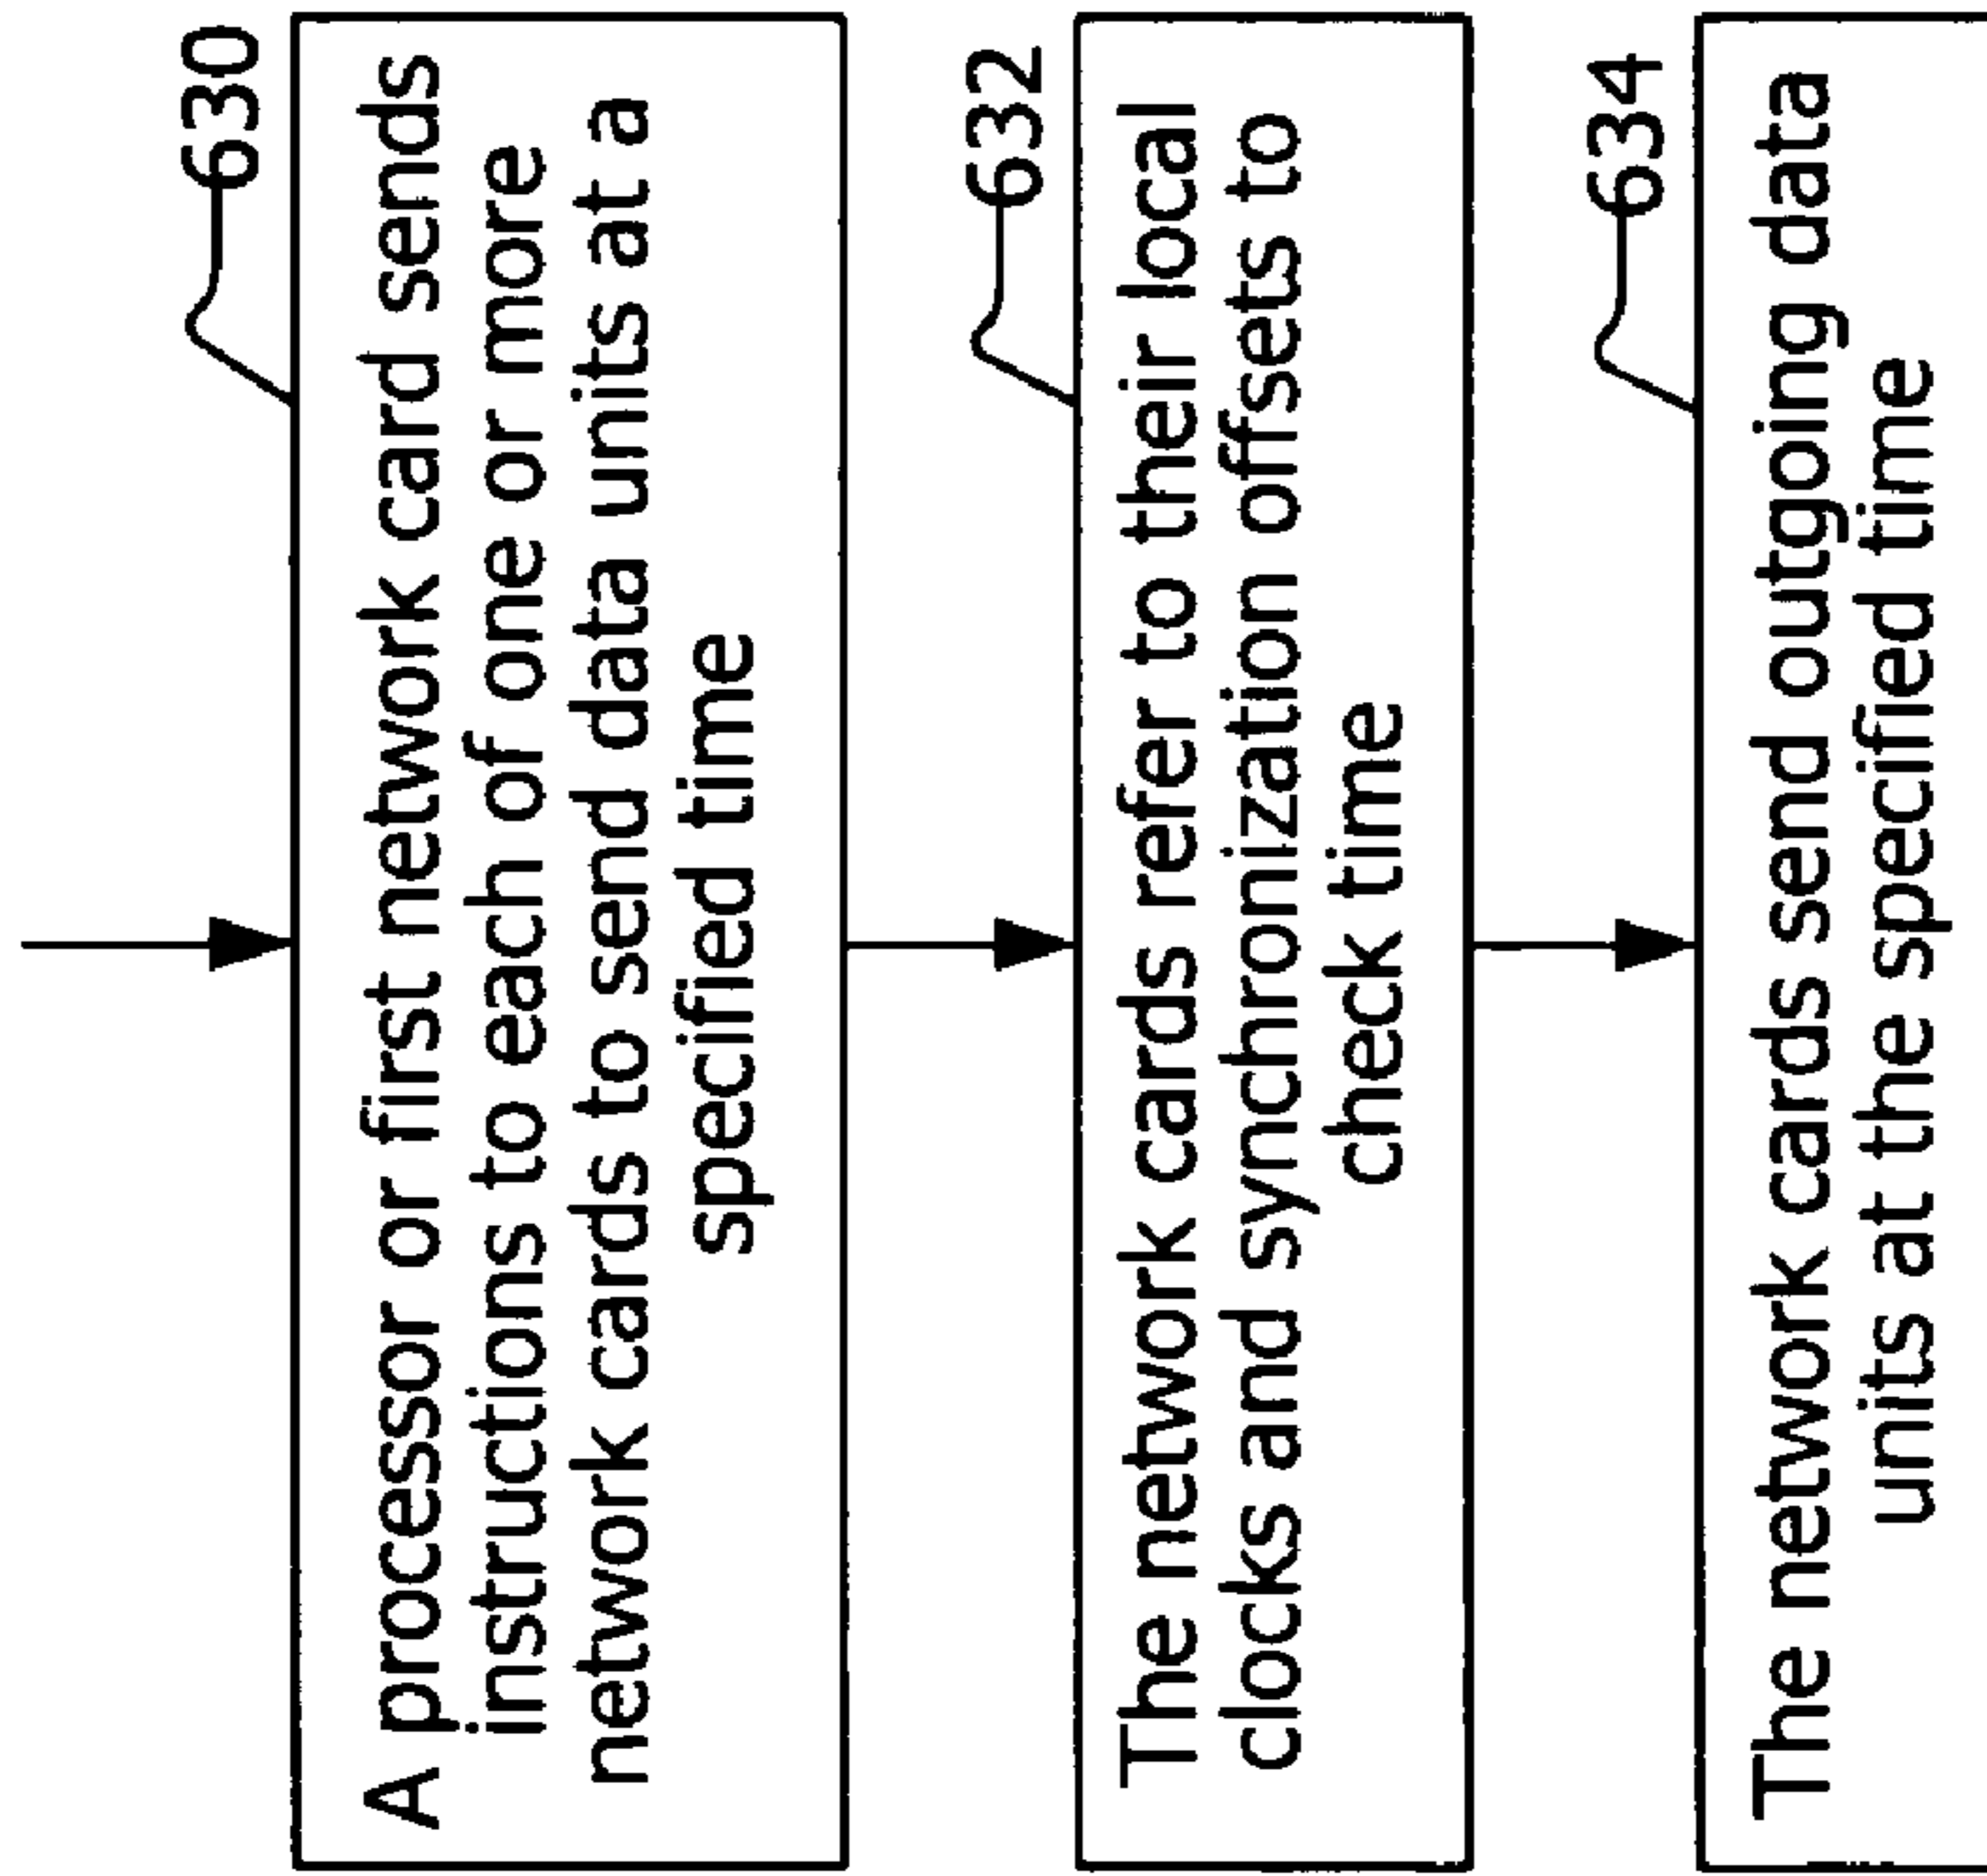 630
A processor or first network card sends
instructions to each of one or more
network cards to send data units at a
specified time
632
The network cards refer to their local
clocks and synchronization offsets to
check time
634
The network cards send outgoing data
units at the specified time